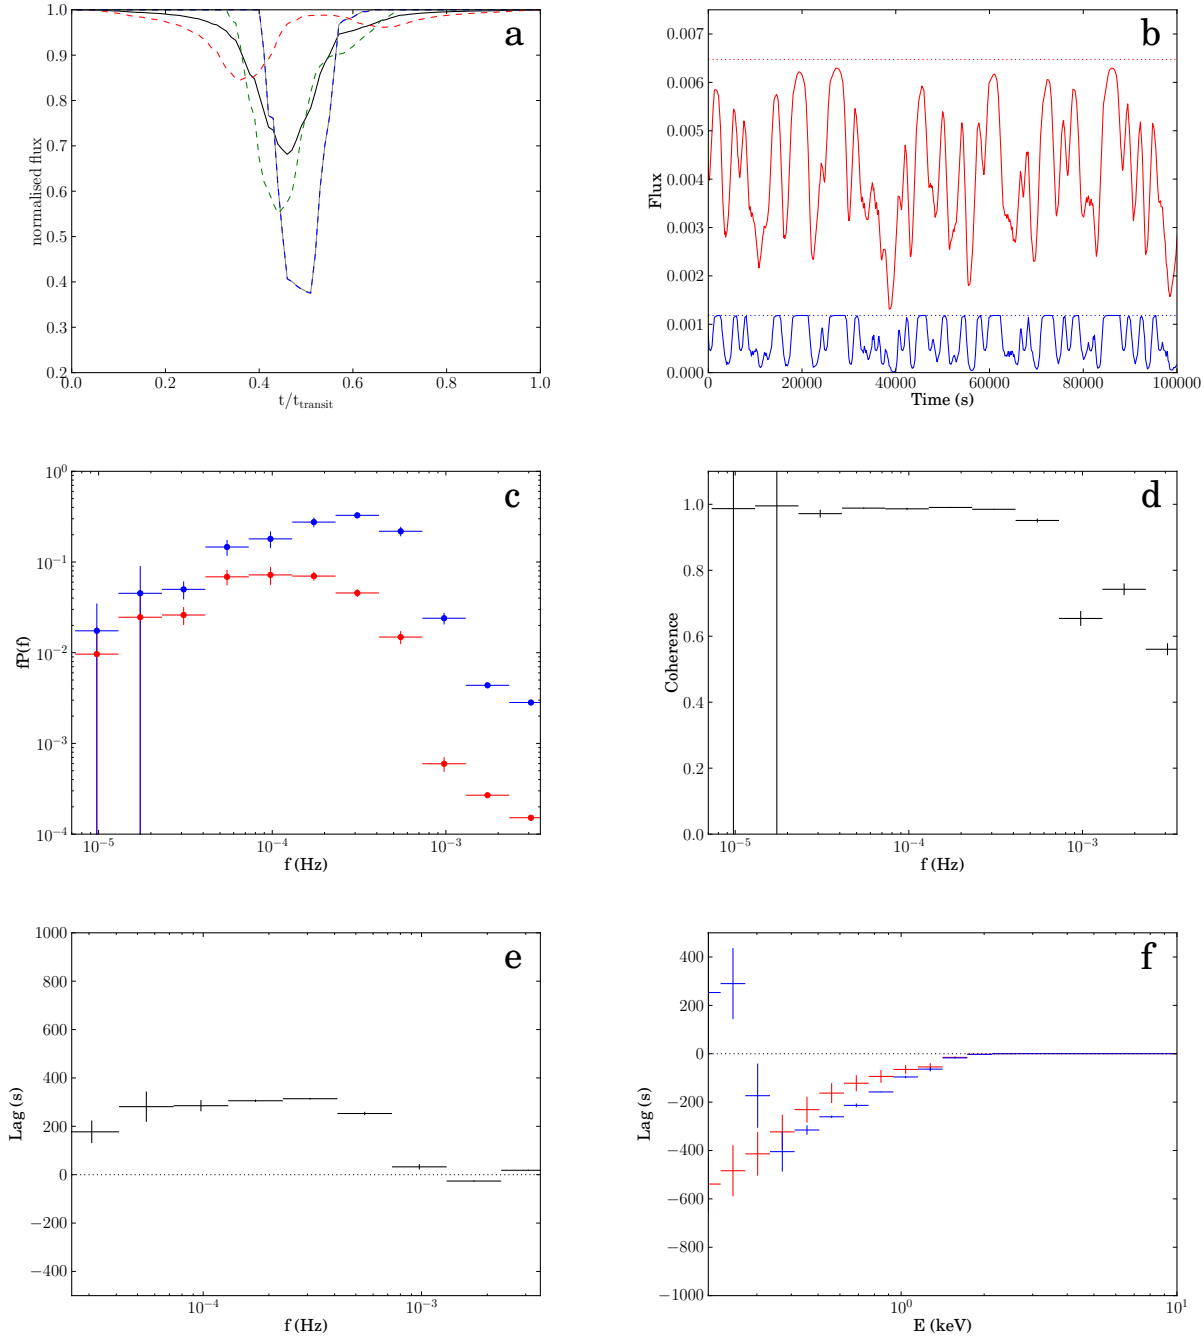 a
normalised flux
1.0
0.9
0.8
0.7
0.6
0.5
0.4
0.3
0.2
0.0 0.2 0.4 0.6 0.8 1.0
t/t_transit
b
Flux
0.007
0.006
0.005
0.004
0.003
0.002
0.001
0.000
0 20000 40000 60000 80000 100000
Time (s)
c
fP(f)
10^0
10^-1
10^-2
10^-3
10^-4
10^-5 10^-4 10^-3
f (Hz)
d
Coherence
1.0
0.8
0.6
0.4
0.2
0.0
10^-5 10^-4 10^-3
f (Hz)
e
Lag (s)
1000
800
600
400
200
0
−200
−400
10^-4 10^-3
f (Hz)
f
Lag (s)
400
200
0
−200
−400
−600
−800
−1000
10^0 10^1
E (keV)